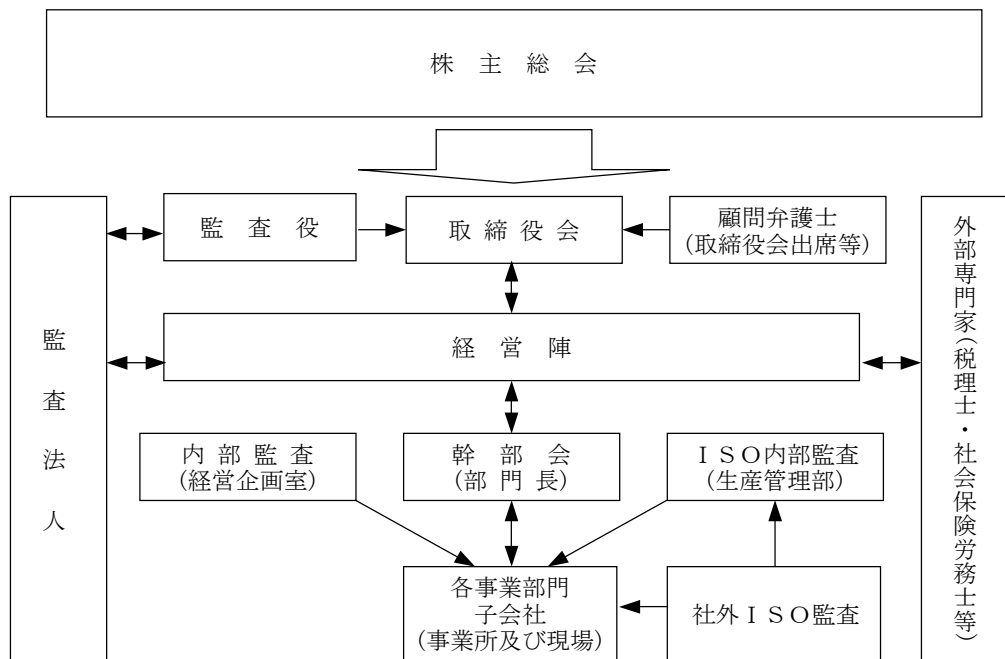 株主総会
監査役
取締役会
顧問弁護士
(取締役会出席等)
監査法人
経営陣
外部専門家(税理士・社会保険労務士等)
内部監査
(経営企画室)
幹部会
(部門長)
ＩＳＯ内部監査
(生産管理部)
各事業部門
子会社
(事業所及び現場)
社外ＩＳＯ監査